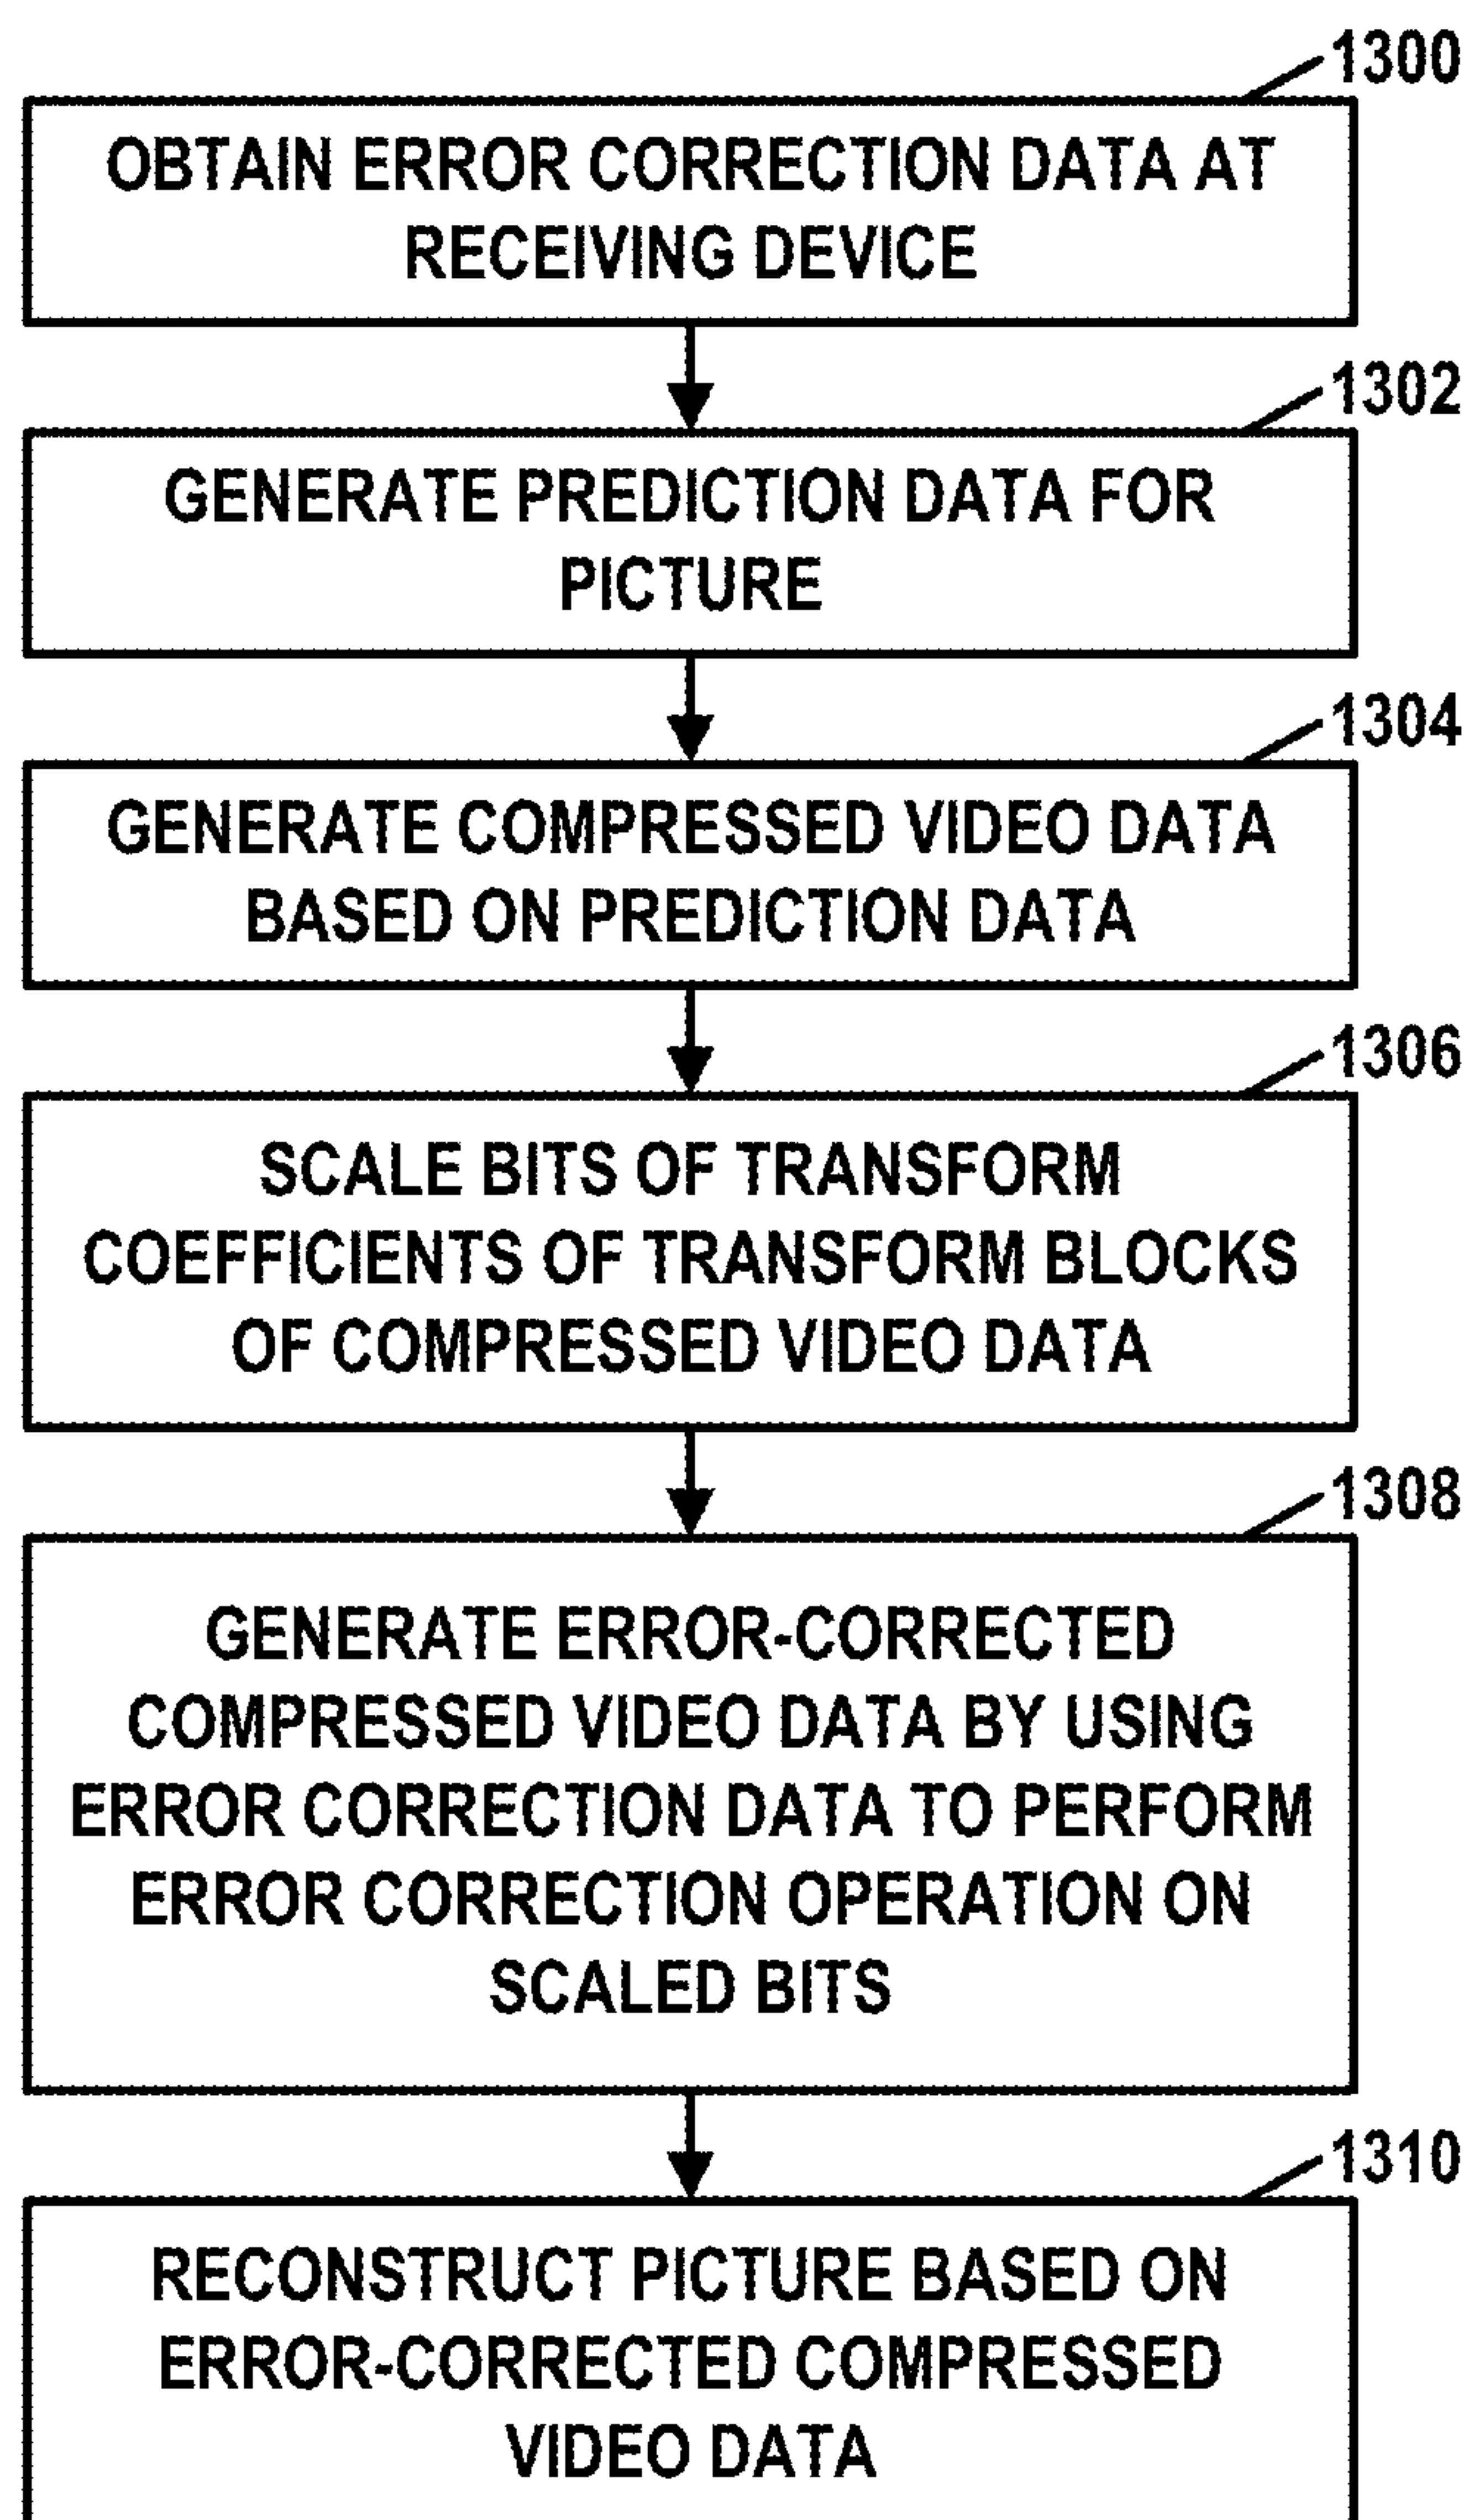 1300
OBTAIN ERROR CORRECTION DATA AT
RECEIVING DEVICE
1302
GENERATE PREDICTION DATA FOR
PICTURE
1304
GENERATE COMPRESSED VIDEO DATA
BASED ON PREDICTION DATA
1306
SCALE BITS OF TRANSFORM
COEFFICIENTS OF TRANSFORM BLOCKS
OF COMPRESSED VIDEO DATA
1308
GENERATE ERROR-CORRECTED
COMPRESSED VIDEO DATA BY USING
ERROR CORRECTION DATA TO PERFORM
ERROR CORRECTION OPERATION ON
SCALED BITS
1310
RECONSTRUCT PICTURE BASED ON
ERROR-CORRECTED COMPRESSED
VIDEO DATA